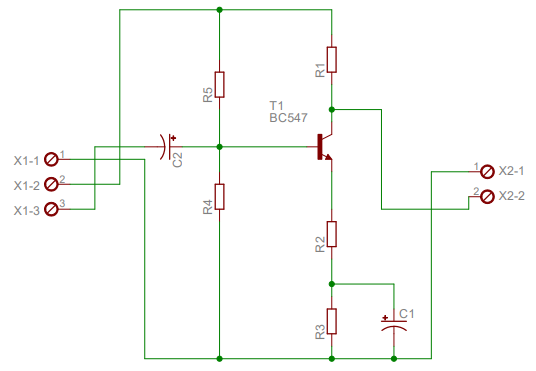 R1
R5
T1
BC547
C2
X1-1 1
X1-2 2
X1-3 3
1 X2-1
2 X2-2
R4
R2
R3
C1